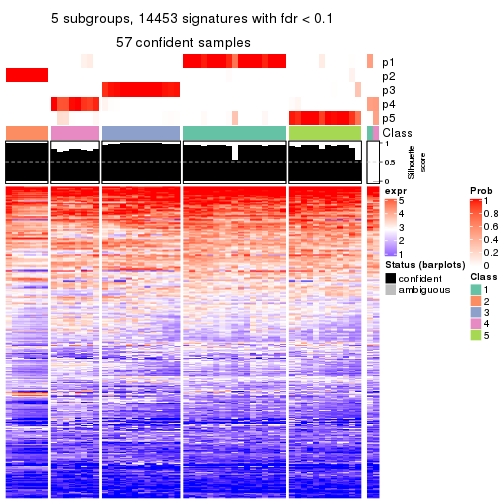 5 subgroups, 14453 signatures with fdr < 0.1
57 confident samples
p1
p2
p3
p4
p5
Class
1
0.5
0
Silhouette
score
expr
5
4
3
2
1
Status (barplots)
confident
ambiguous
Prob
1
0.8
0.6
0.4
0.2
0
Class
1
2
3
4
5